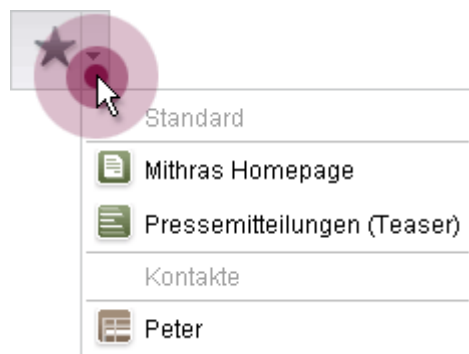 Standard
Mithras Homepage
Pressemitteilungen (Teaser)
Kontakte
Peter